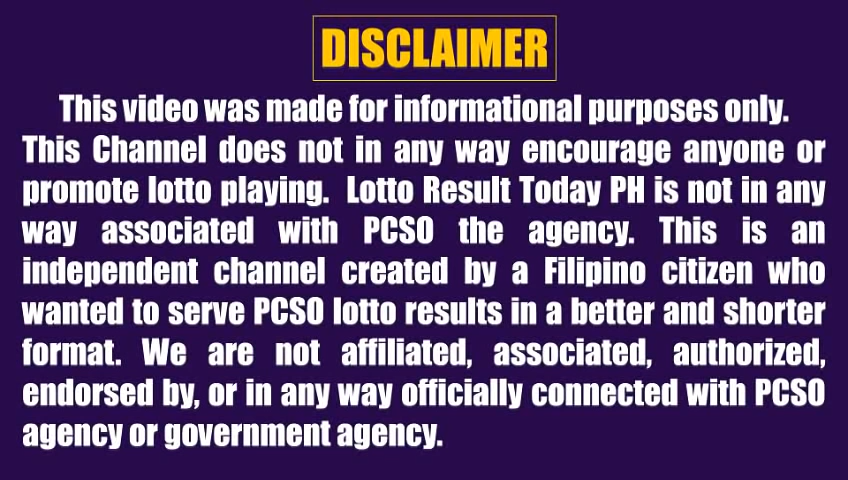 DISCLAIMER
This video was made for informational purposes only.
This Channel does not in any way encourage anyone or
promote lotto playing. Lotto Result Today PH is not in any
way associated with PCSO the agency. This is an
independent channel created by a Filipino citizen who
wanted to serve PCSO lotto results in a better and shorter
format. We are not affiliated, associated, authorized,
endorsed by, or in any way officially connected with PCSO
agency or government agency.